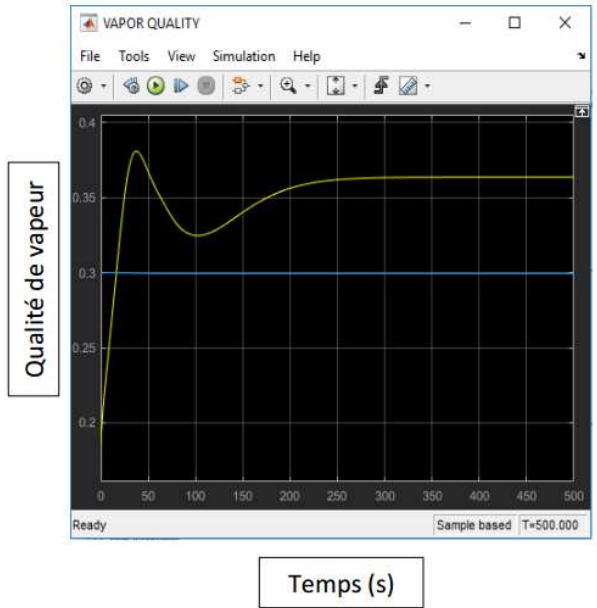 VAPOR QUALITY
File Tools View Simulation Help
0.4
0.35
0.3
0.25
0.2
Qualité de vapeur
0 50 100 150 200 250 300 350 400 450 500
Ready Sample based T=500.000
Temps (s)